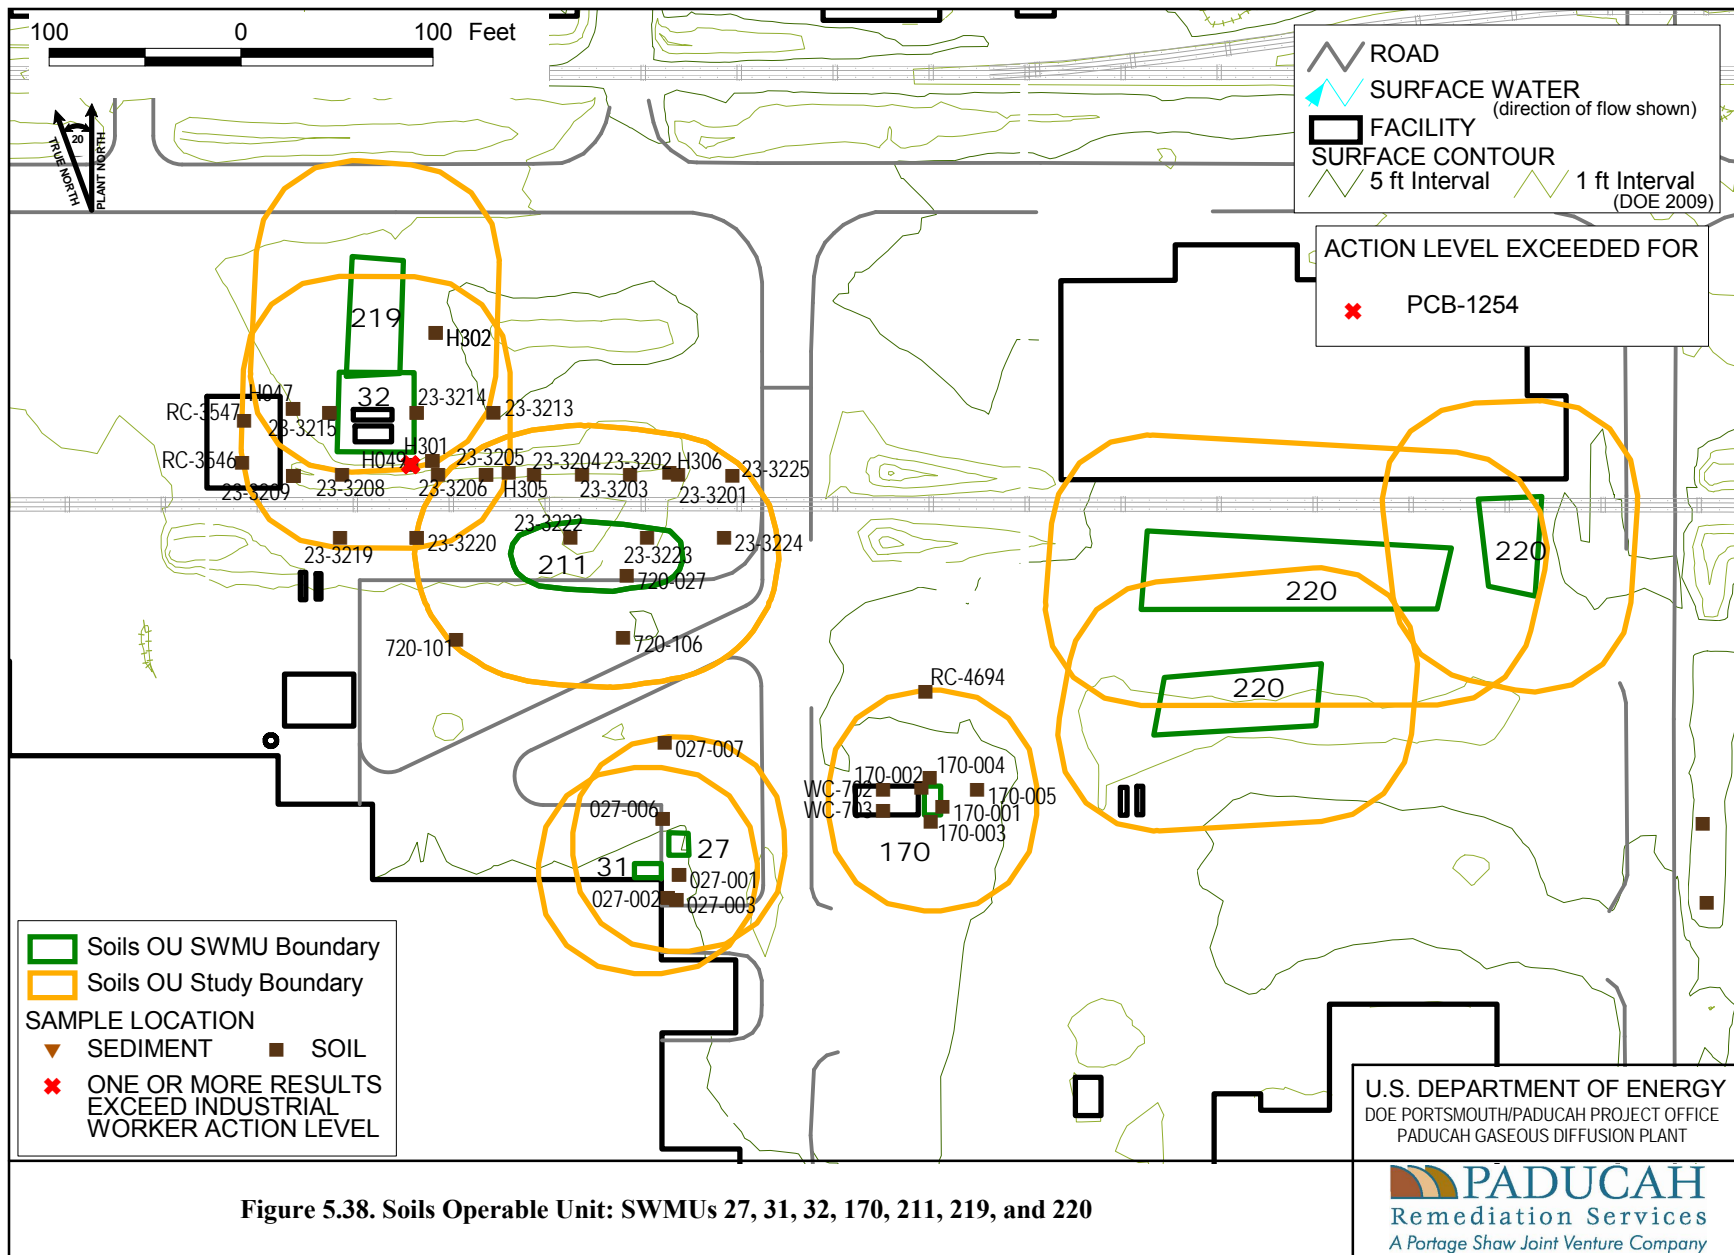 100 0 100 Feet
TRUE NORTH
20
PLANT NORTH
ROAD
SURFACE WATER
(direction of flow shown)
FACILITY
SURFACE CONTOUR
5 ft Interval 1 ft Interval
(DOE 2009)
ACTION LEVEL EXCEEDED FOR
PCB-1254
219
H302
32
H047
RC-3547
23-3215
23-3214
23-3213
RC-3546
H049
H301
23-3209
23-3208
23-3206
23-3205
H305
23-3204
23-3203
23-3202
H306
23-3201
23-3225
23-3219
23-3220
23-3222
23-3223
23-3224
211
720-027
720-101
720-106
220
220
220
RC-4694
027-007
170-002
170-004
WC-702
WC-703
170-005
170-001
170-003
170
027-006
27
31
027-001
027-002
027-003
Soils OU SWMU Boundary
Soils OU Study Boundary
SAMPLE LOCATION
SEDIMENT SOIL
ONE OR MORE RESULTS
EXCEED INDUSTRIAL
WORKER ACTION LEVEL
U.S. DEPARTMENT OF ENERGY
DOE PORTSMOUTH/PADUCAH PROJECT OFFICE
PADUCAH GASEOUS DIFFUSION PLANT
Figure 5.38. Soils Operable Unit: SWMUs 27, 31, 32, 170, 211, 219, and 220
PADUCAH
Remediation Services
A Portage Shaw Joint Venture Company